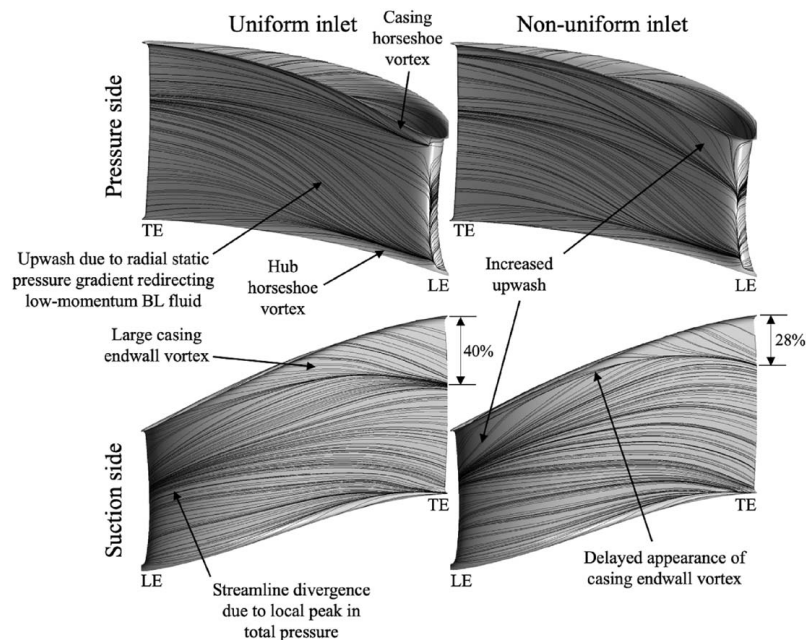 Uniform inlet
Casing
horseshoe
vortex
Non-uniform inlet
Pressure side
TE
TE
Upwash due to radial static
pressure gradient redirecting
low-momentum BL fluid
Hub
horseshoe
vortex
LE
Increased
upwash
LE
Large casing
endwall vortex
40%
28%
Suction side
TE
TE
LE
Streamline divergence
due to local peak in
total pressure
LE
Delayed appearance of
casing endwall vortex